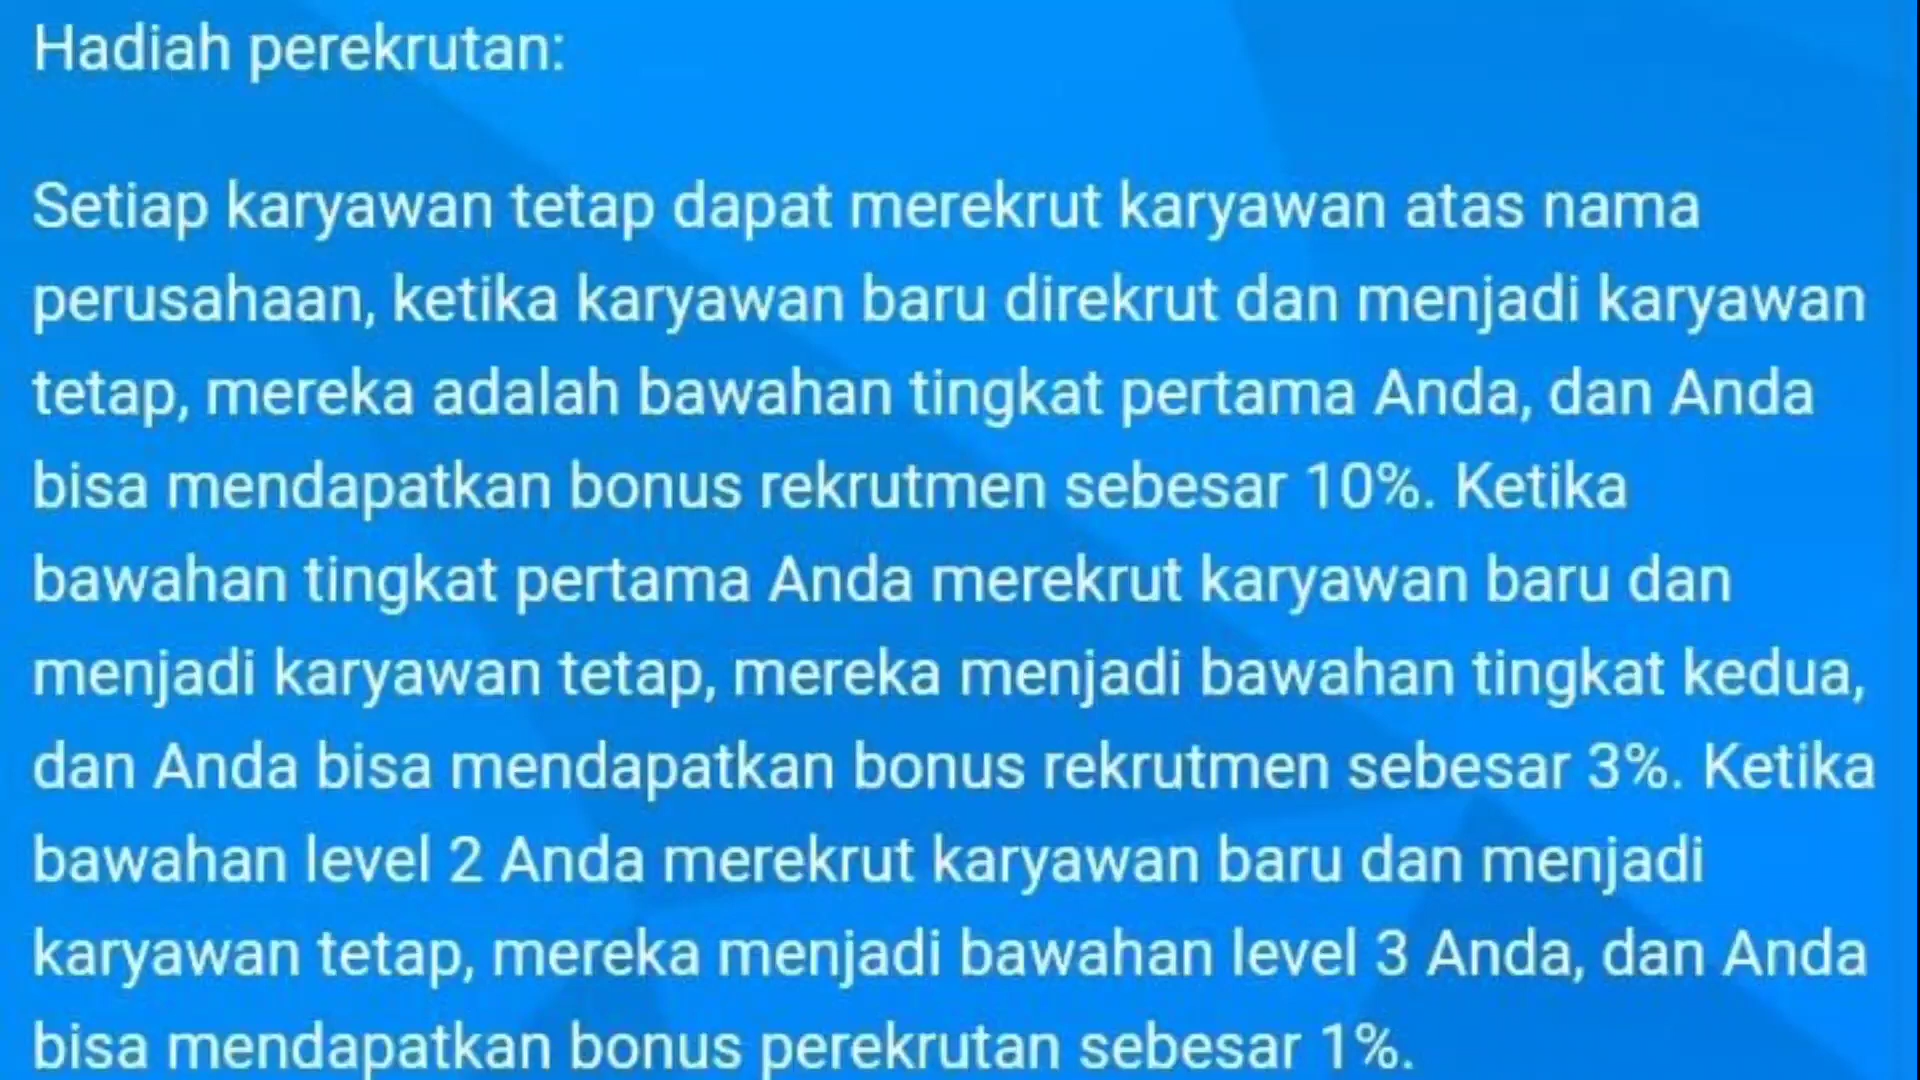 Hadiah perekrutan:
Setiap karyawan tetap dapat merekrut karyawan atas nama
perusahaan, ketika karyawan baru direkrut dan menjadi karyawan
tetap, mereka adalah bawahan tingkat pertama Anda, dan Anda
bisa mendapatkan bonus rekrutmen sebesar 10%. Ketika
bawahan tingkat pertama Anda merekrut karyawan baru dan
menjadi karyawan tetap, mereka menjadi bawahan tingkat kedua,
dan Anda bisa mendapatkan bonus rekrutmen sebesar 3%. Ketika
bawahan level 2 Anda merekrut karyawan baru dan menjadi
karyawan tetap, mereka menjadi bawahan level 3 Anda, dan Anda
bisa mendapatkan bonus perekrutan sebesar 1%.